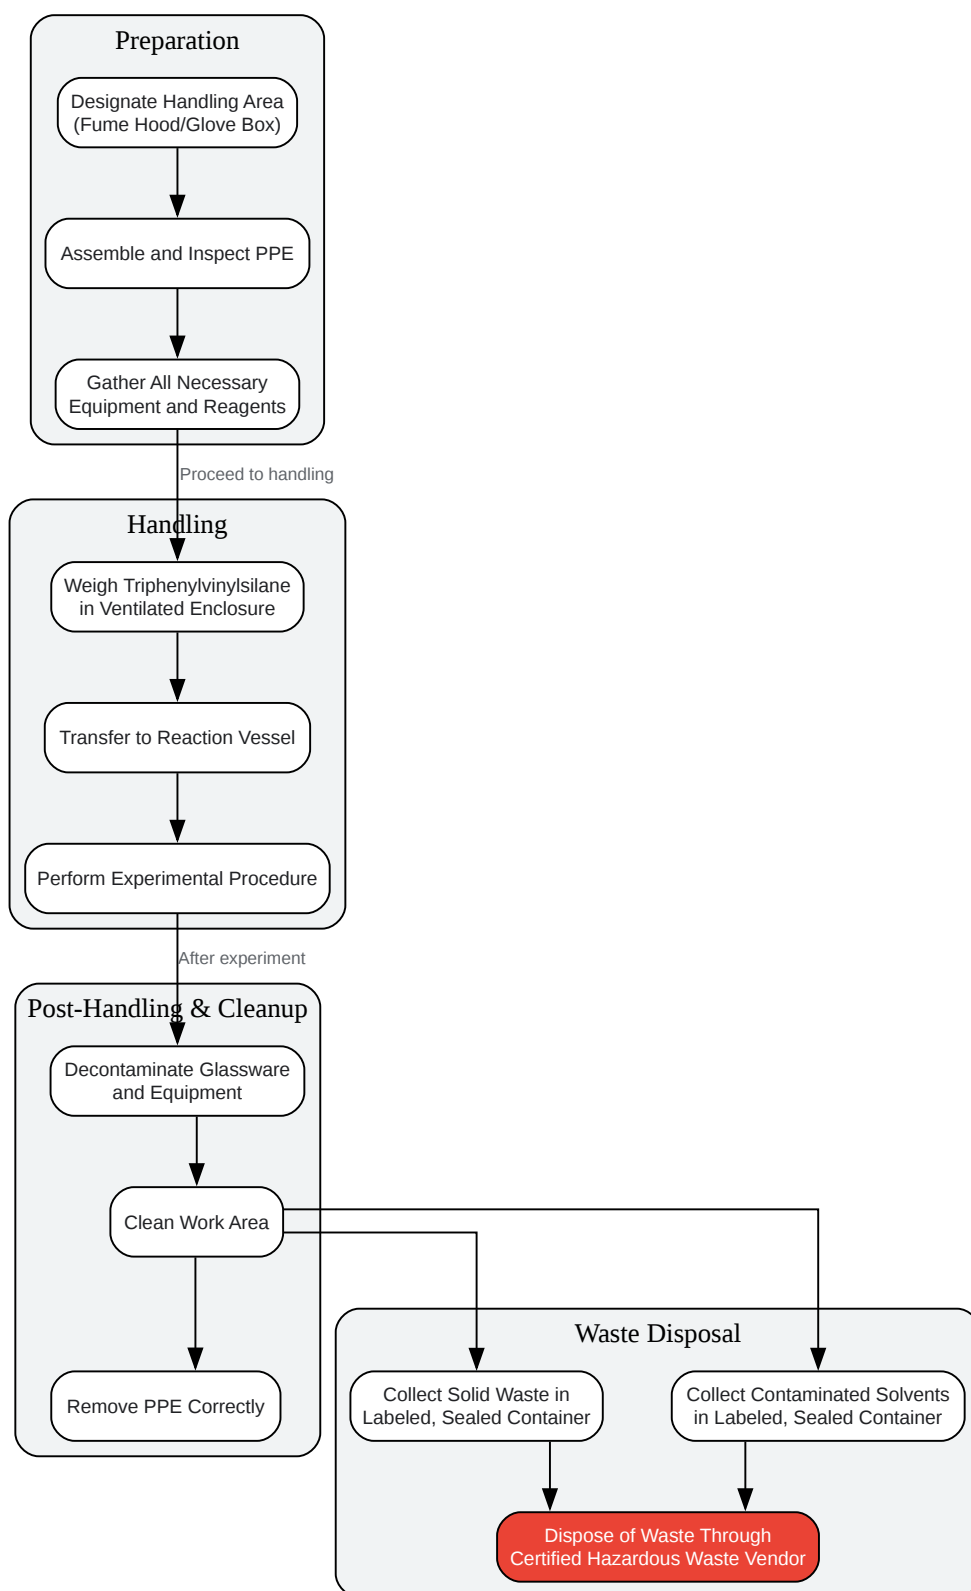 Preparation
Designate Handling Area
(Fume Hood/Glove Box)
Assemble and Inspect PPE
Gather All Necessary
Equipment and Reagents
Proceed to handling
Handling
Weigh Triphenylvinylsilane
in Ventilated Enclosure
Transfer to Reaction Vessel
Perform Experimental Procedure
After experiment
Post-Handling & Cleanup
Decontaminate Glassware
and Equipment
Clean Work Area
Remove PPE Correctly
Waste Disposal
Collect Solid Waste in
Labeled, Sealed Container
Collect Contaminated Solvents
in Labeled, Sealed Container
Dispose of Waste Through
Certified Hazardous Waste Vendor